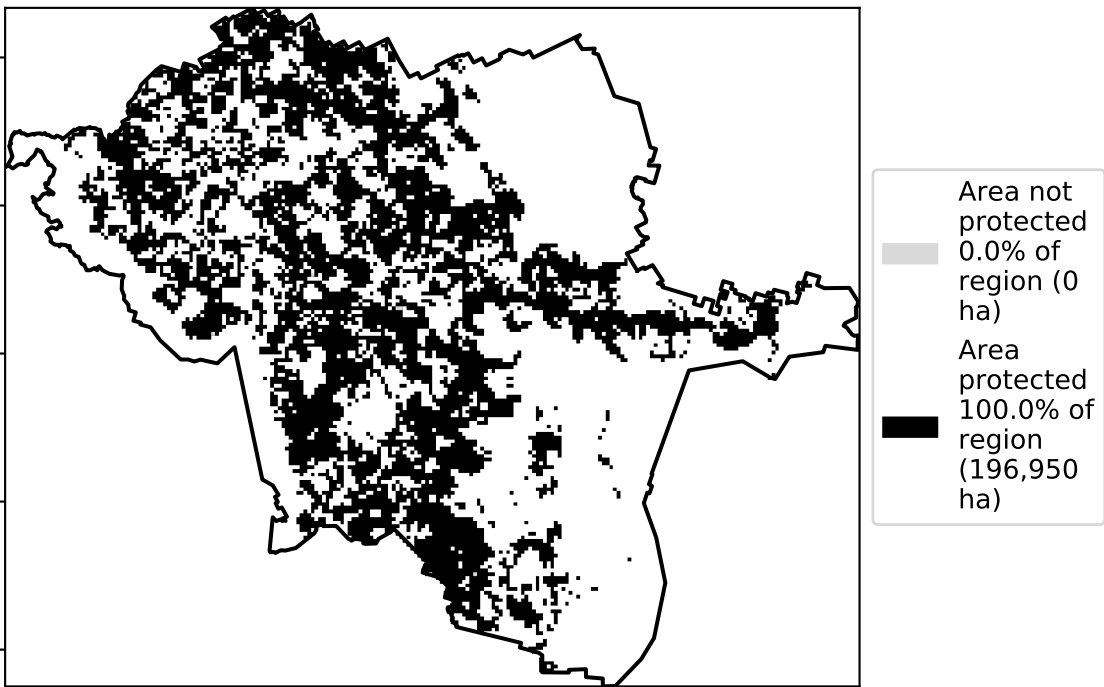 Area not
protected
0.0% of
region (0
ha)
Area
protected
100.0% of
region
(196,950
ha)